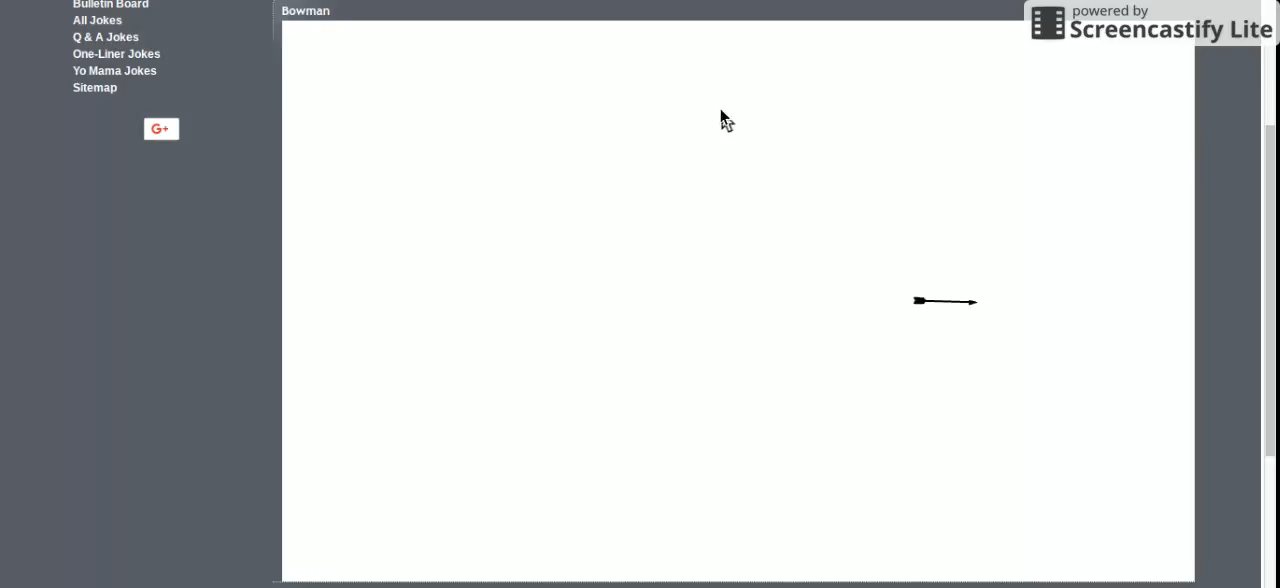 Bulletin Board
All Jokes
Q & A Jokes
One-Liner Jokes
Yo Mama Jokes
Sitemap
G+
Bowman
powered by
Screencastify Lite